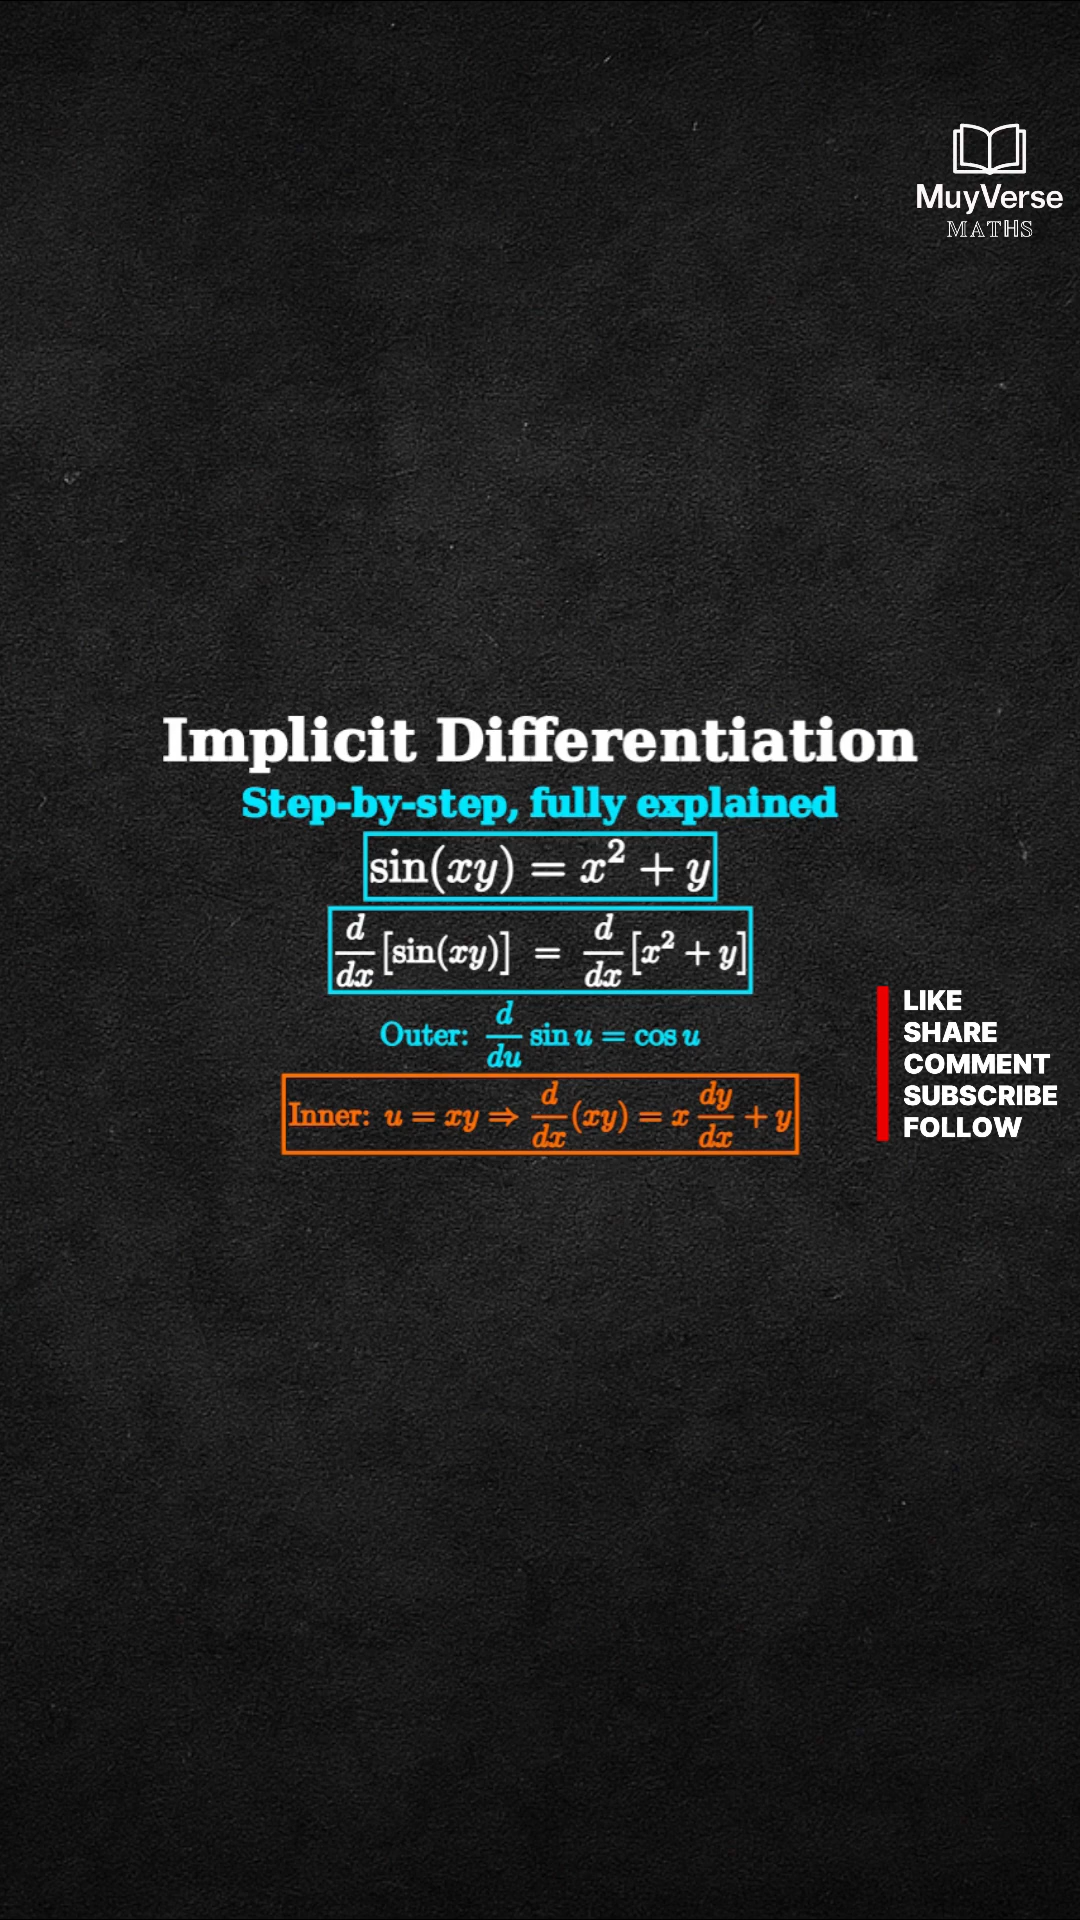 MuyVerse
MATHS
Implicit Differentiation
Step-by-step, fully explained
sin(xy) = x² + y
d/dx [sin(xy)] = d/dx [x² + y]
Outer: d/du sin u = cos u
Inner: u = xy ⇒ d/dx (xy) = x dy/dx + y
LIKE
SHARE
COMMENT
SUBSCRIBE
FOLLOW